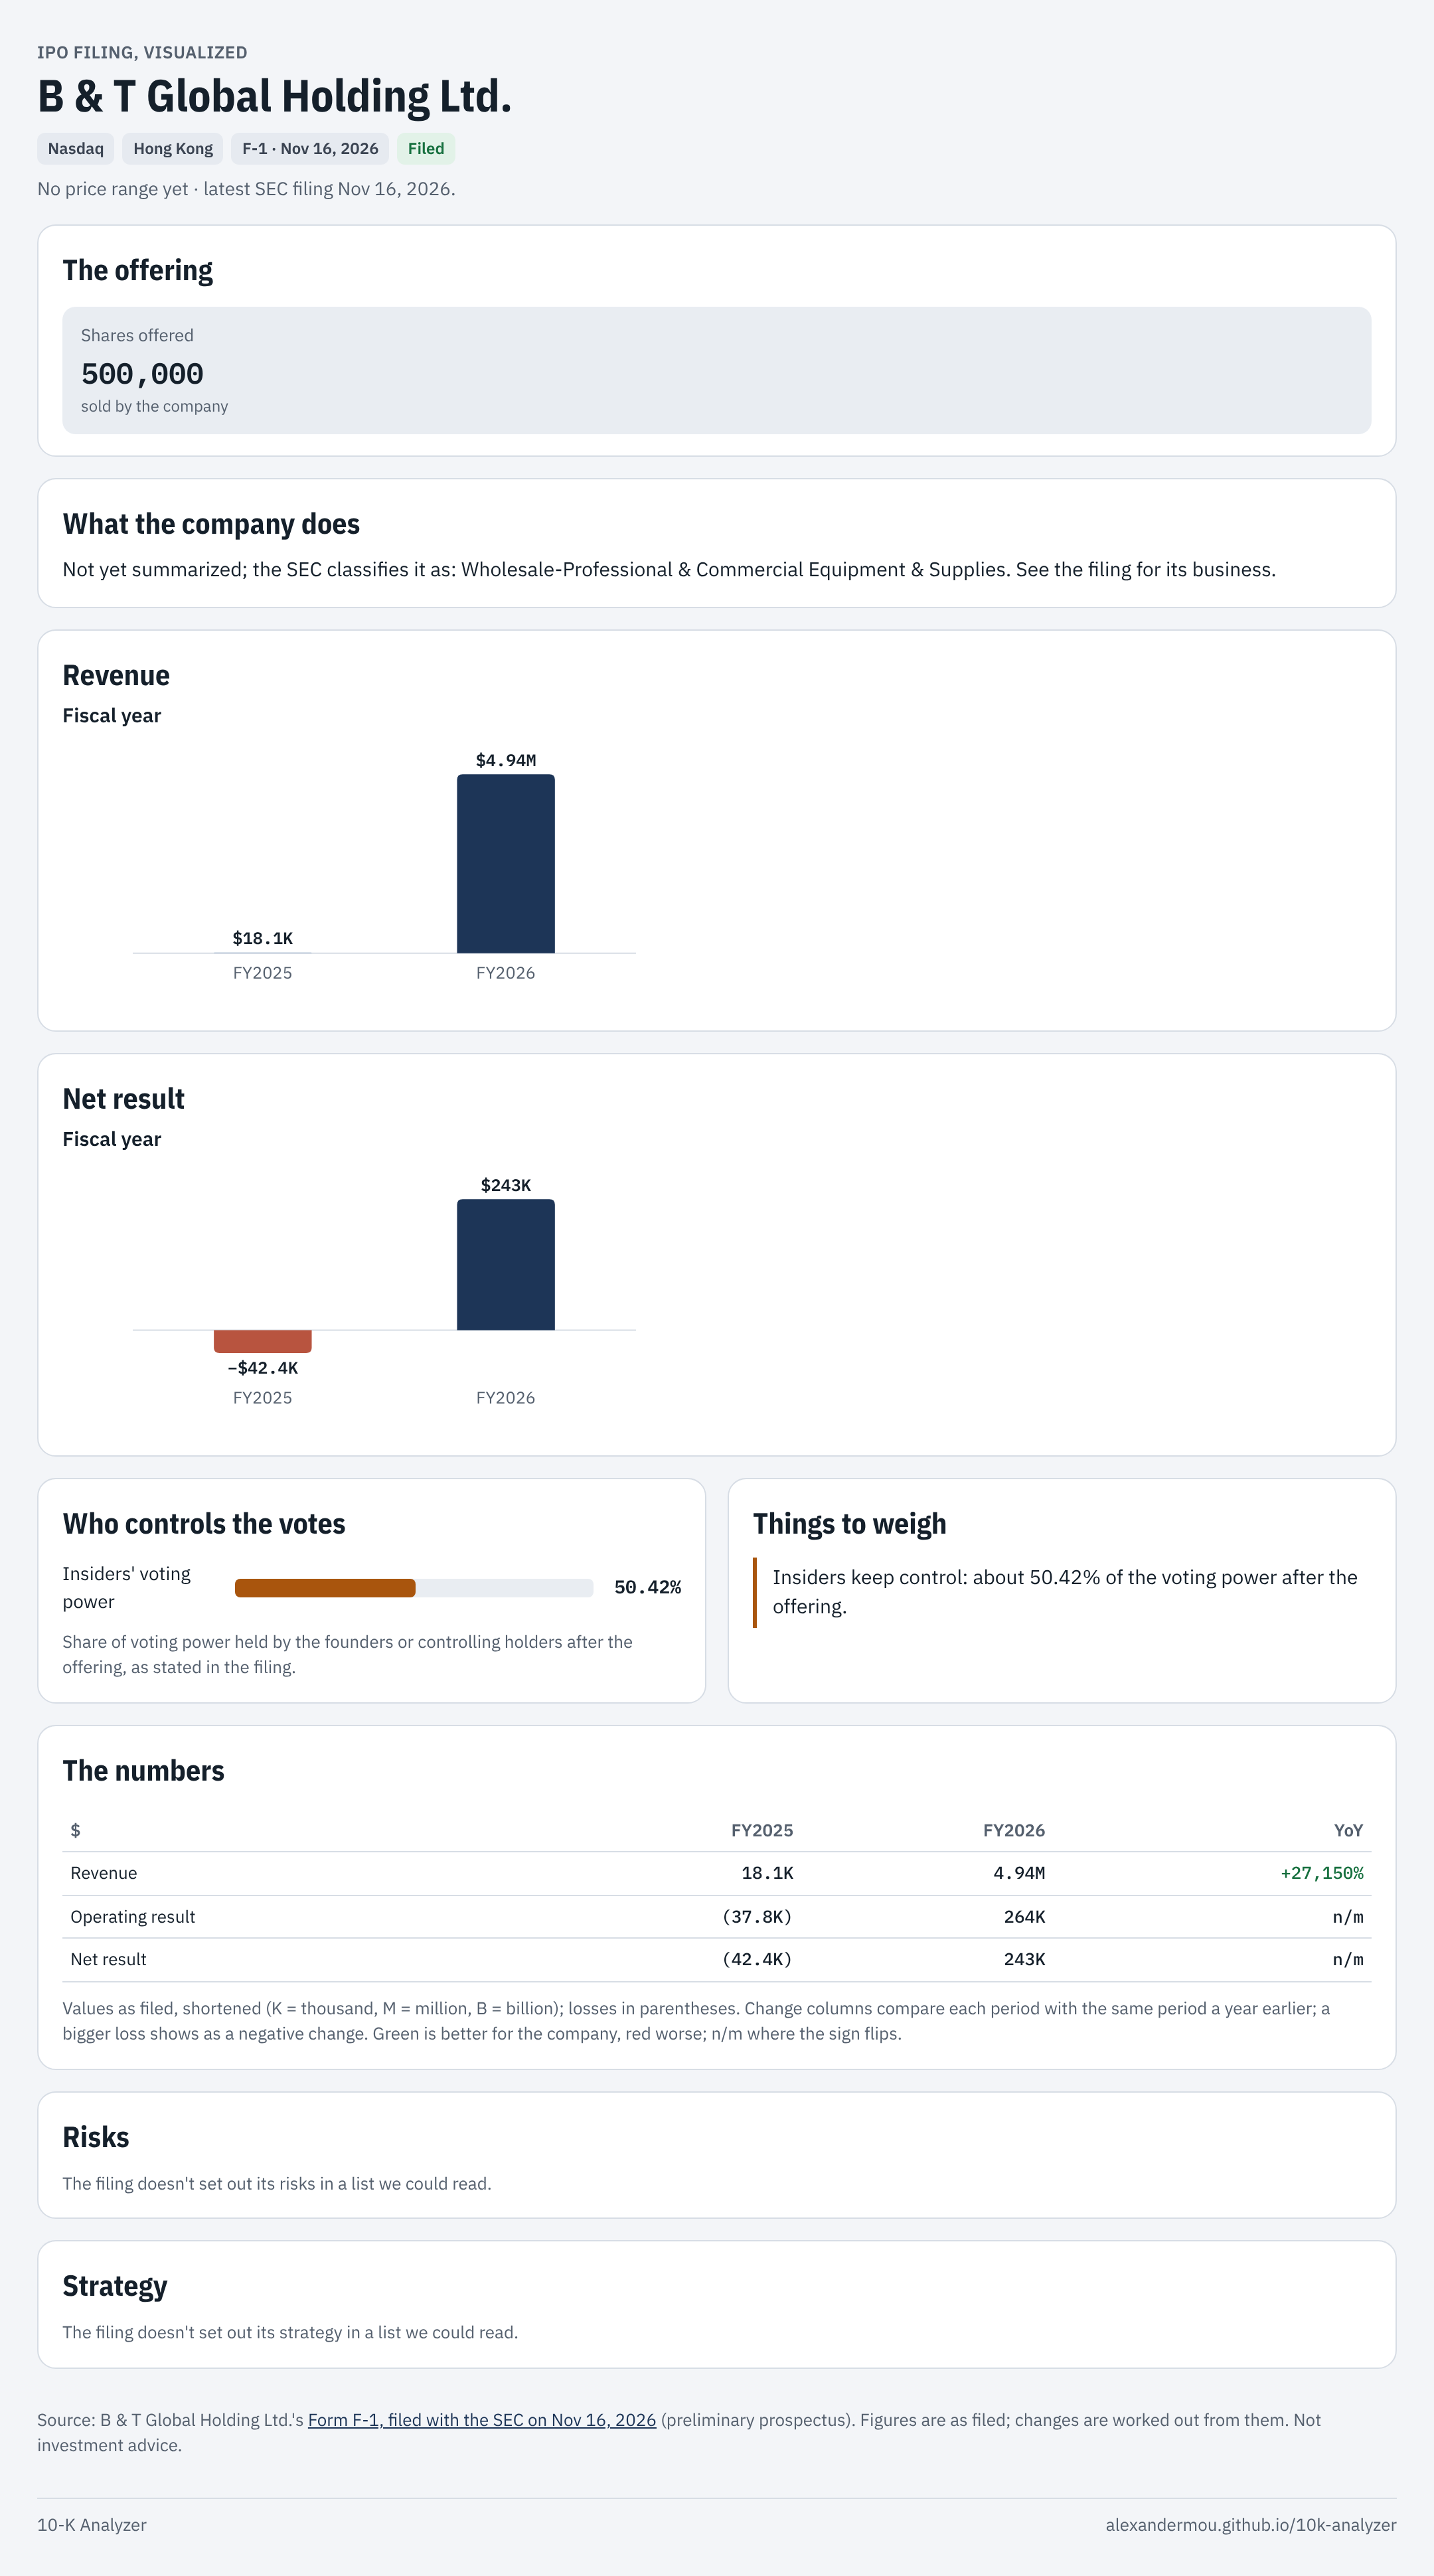 IPO FILING, VISUALIZED
B & T Global Holding Ltd.
Nasdaq Hong Kong F-1 · Nov 16, 2026 Filed
No price range yet · latest SEC filing Nov 16, 2026.
The offering
Shares offered
500,000
sold by the company
What the company does
Not yet summarized; the SEC classifies it as: Wholesale-Professional & Commercial Equipment & Supplies. See the filing for its business.
Revenue
Fiscal year
$4.94M
$18.1K
FY2025 FY2026
Net result
Fiscal year
$243K
−$42.4K
FY2025 FY2026
Who controls the votes
Insiders' voting
power
50.42%
Share of voting power held by the founders or controlling holders after the
offering, as stated in the filing.
Things to weigh
Insiders keep control: about 50.42% of the voting power after the
offering.
The numbers
$ FY2025 FY2026 YoY
Revenue 18.1K 4.94M +27,150%
Operating result (37.8K) 264K n/m
Net result (42.4K) 243K n/m
Values as filed, shortened (K = thousand, M = million, B = billion); losses in parentheses. Change columns compare each period with the same period a year earlier; a
bigger loss shows as a negative change. Green is better for the company, red worse; n/m where the sign flips.
Risks
The filing doesn't set out its risks in a list we could read.
Strategy
The filing doesn't set out its strategy in a list we could read.
Source: B & T Global Holding Ltd.'s Form F-1, filed with the SEC on Nov 16, 2026 (preliminary prospectus). Figures are as filed; changes are worked out from them. Not
investment advice.
10-K Analyzer alexandermou.github.io/10k-analyzer